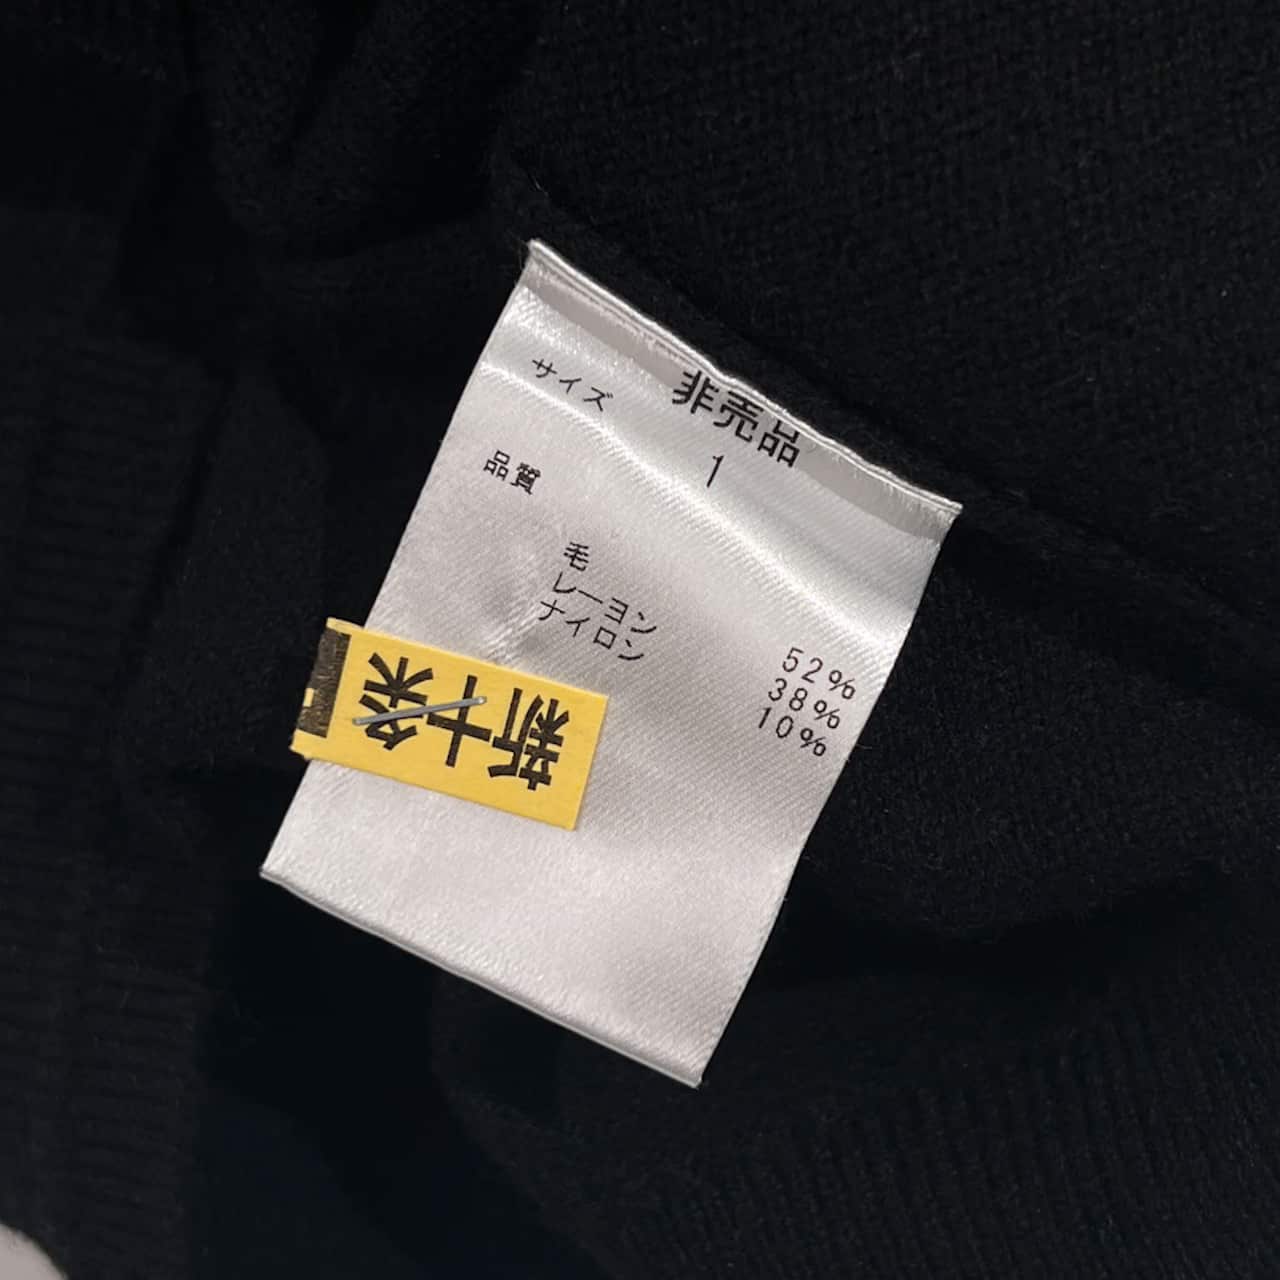 非売品
サイズ 1
品質
毛 52%
レーヨン 38%
ナイロン 10%
新十条